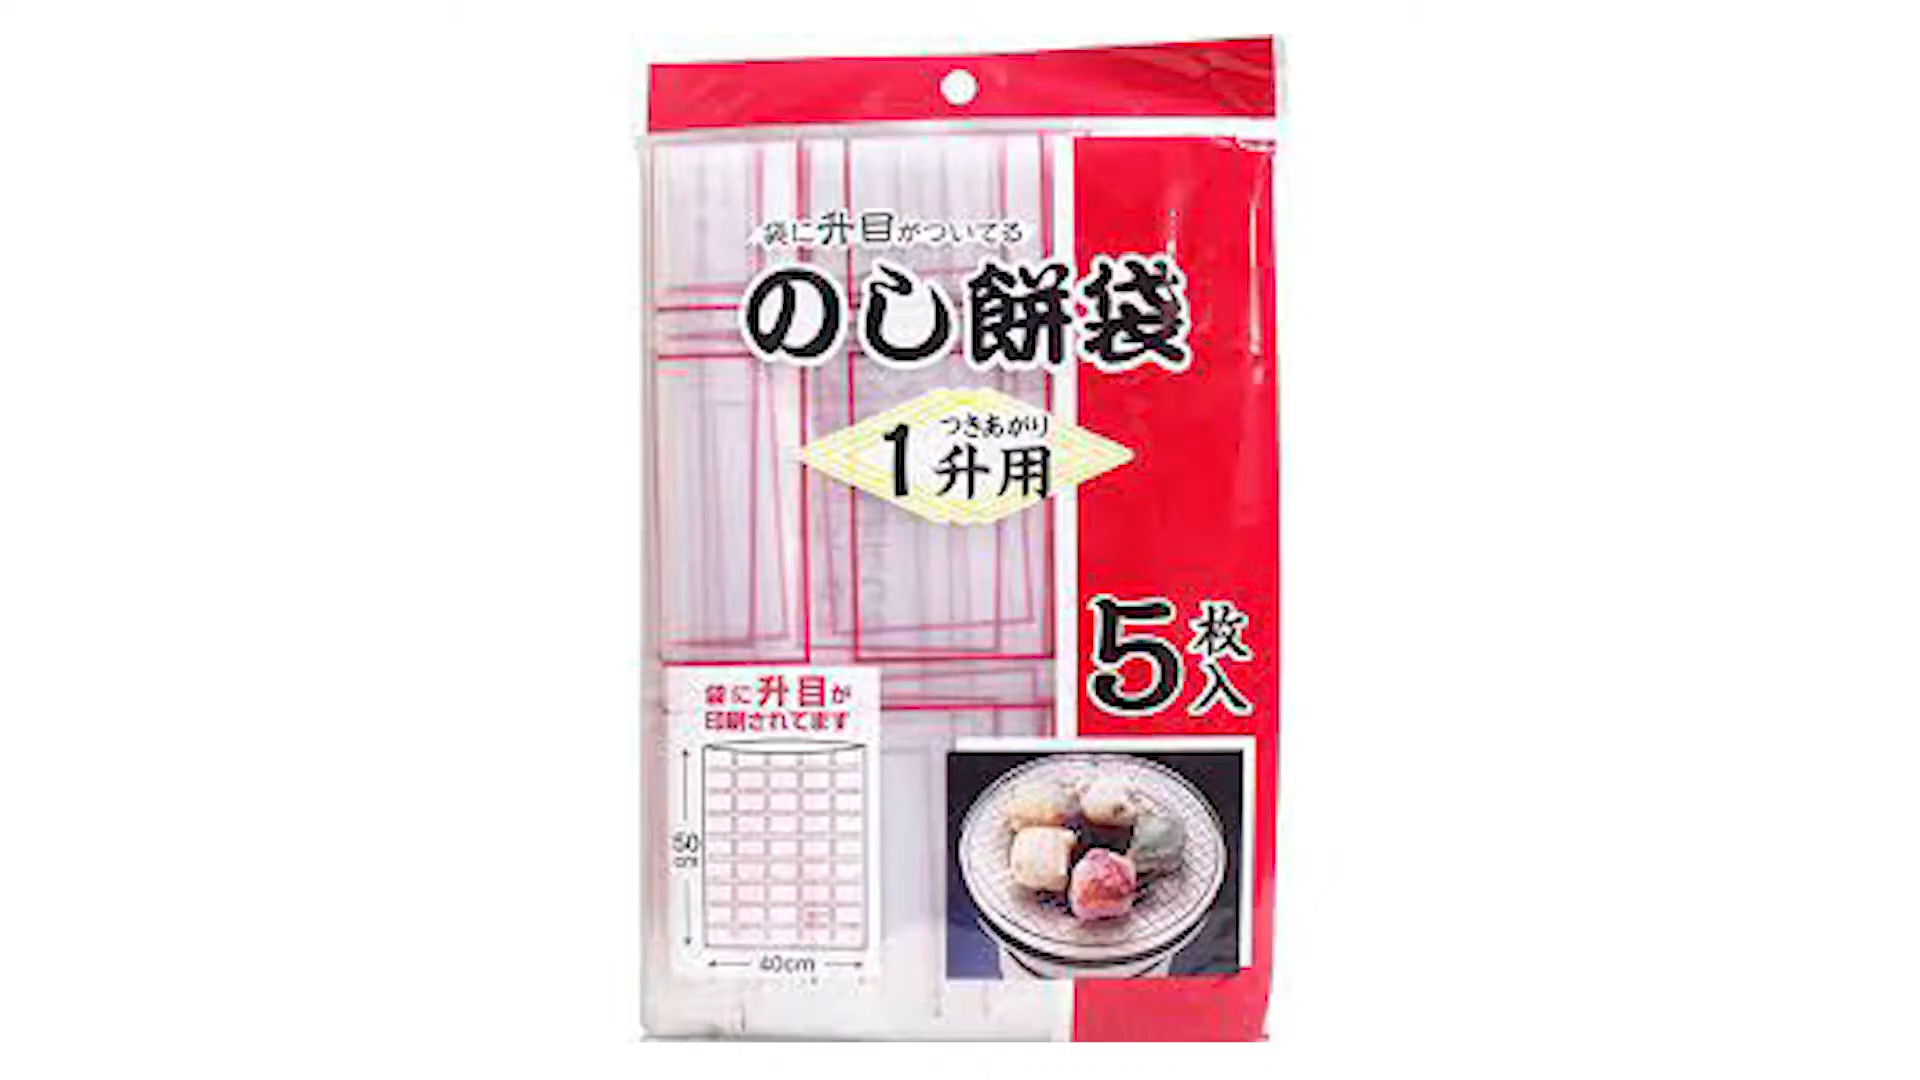 袋に升目がついてる
のし餅袋
つきあがり
1升用
5枚入
袋に升目が
印刷されてます
50cm
40cm